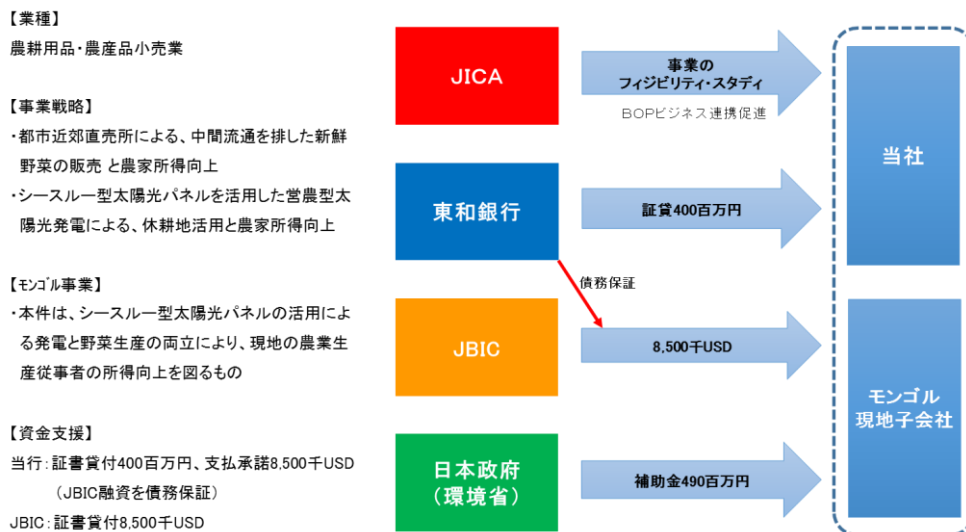 【業種】
農耕用品・農産品小売業
【事業戦略】
・都市近郊直売所による、中間流通を排した新鮮
野菜の販売 と農家所得向上
・シースルー型太陽光パネルを活用した営農型太
陽光発電による、休耕地活用と農家所得向上
【ﾓﾝｺﾞﾙ事業】
・本件は、シースルー型太陽光パネルの活用によ
る発電と野菜生産の両立により、現地の農業生
産従事者の所得向上を図るもの
【資金支援】
当行：証書貸付400百万円、支払承諾8,500千USD
（JBIC融資を債務保証）
JBIC：証書貸付8,500千USD
JICA
事業の
フィジビリティ・スタディ
BOPビジネス連携促進
東和銀行
証貸400百万円
債務保証
JBIC
8,500千USD
日本政府
（環境省）
補助金490百万円
当社
モンゴル
現地子会社